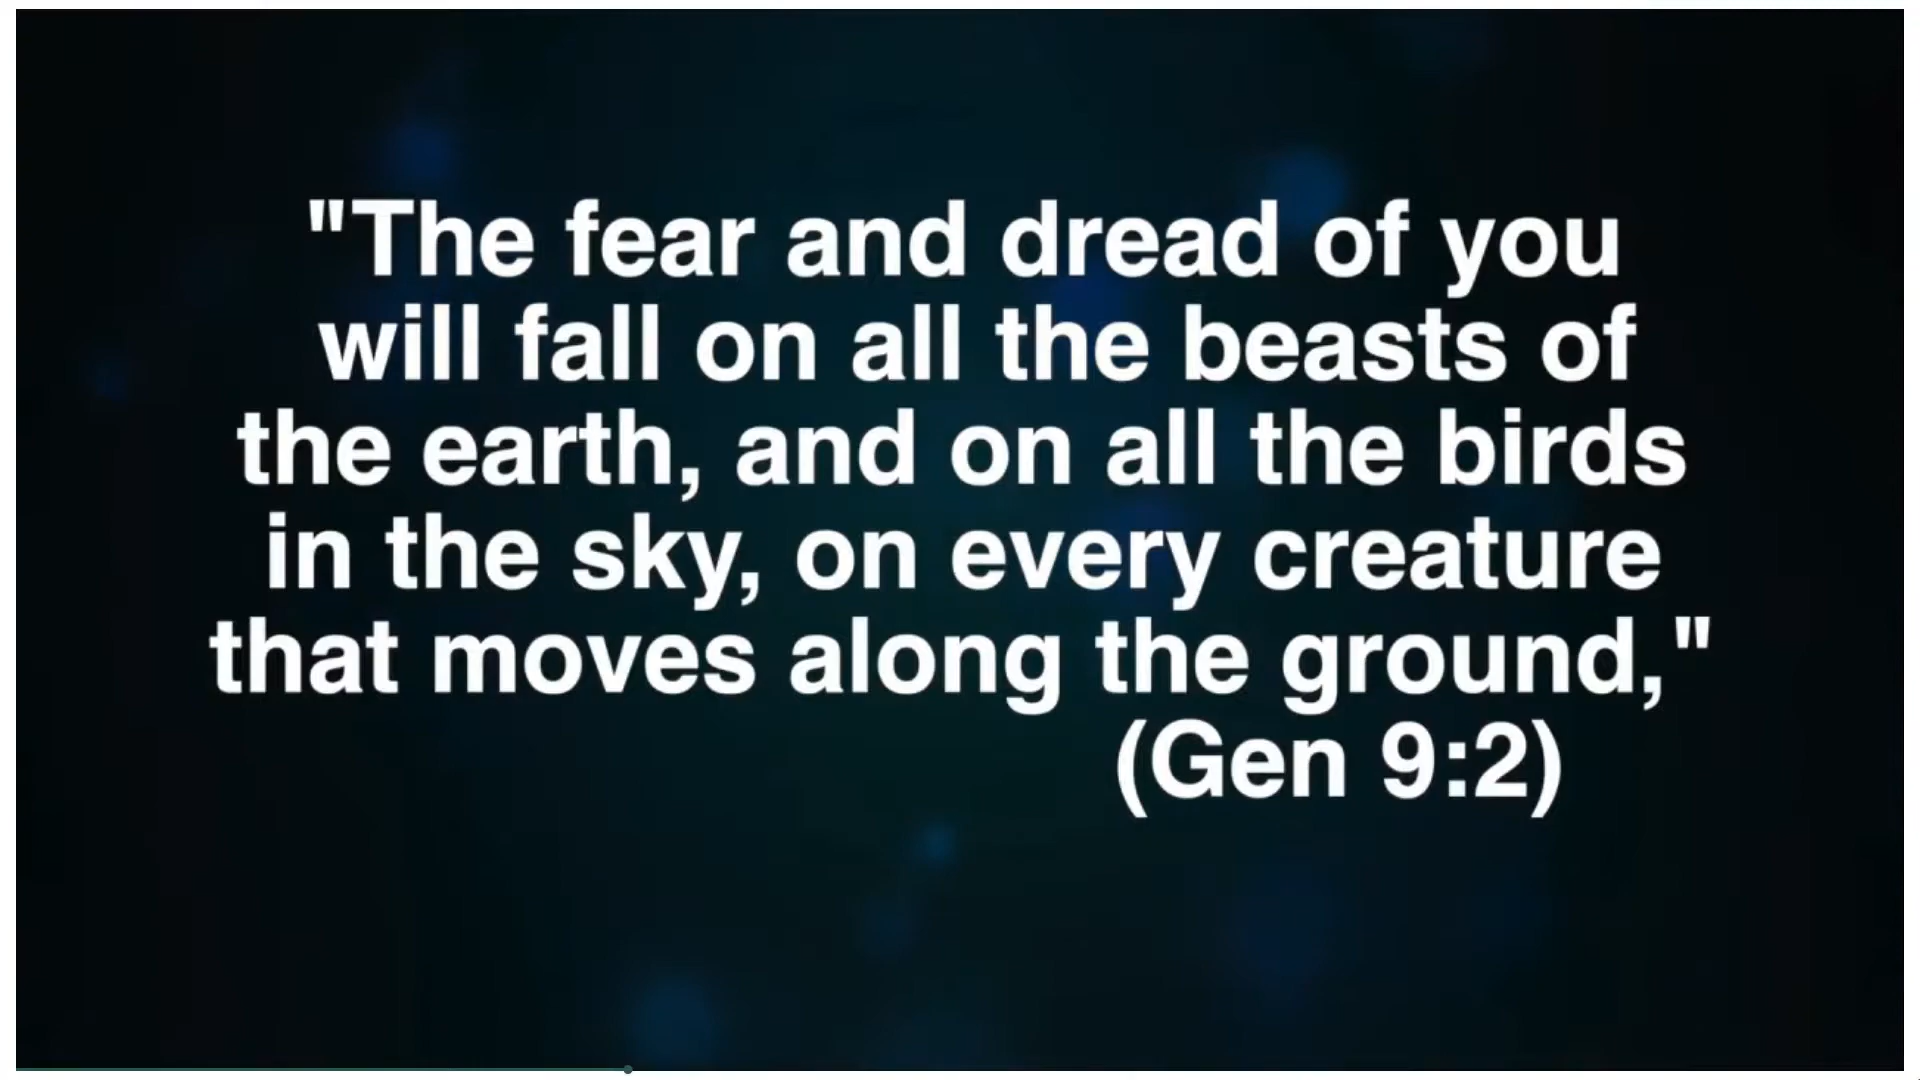 "The fear and dread of you
will fall on all the beasts of
the earth, and on all the birds
in the sky, on every creature
that moves along the ground,"
(Gen 9:2)